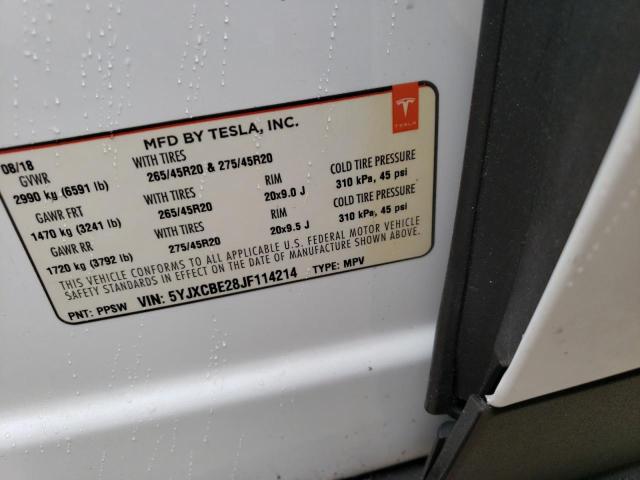 TESLA
MFD BY TESLA, INC.
08/18
GVWR WITH TIRES COLD TIRE PRESSURE
2990 kg (6591 lb) 265/45R20 & 275/45R20 310 kPs, 45 psi
GAWR FRT WITH TIRES RIM COLD TIRE PRESSURE
1470 kg (3241 lb) 265/45R20 20x9.0 J 310 kPs, 45 psi
GAWR RR WITH TIRES RIM
1720 kg (3792 lb) 275/45R20 20x9.5 J
THIS VEHICLE CONFORMS TO ALL APPLICABLE U.S. FEDERAL MOTOR VEHICLE
SAFETY STANDARDS IN EFFECT ON THE DATE OF MANUFACTURE SHOWN ABOVE.
PNT: PPSW VIN: 5YJXCBE28JF114214 TYPE: MPV